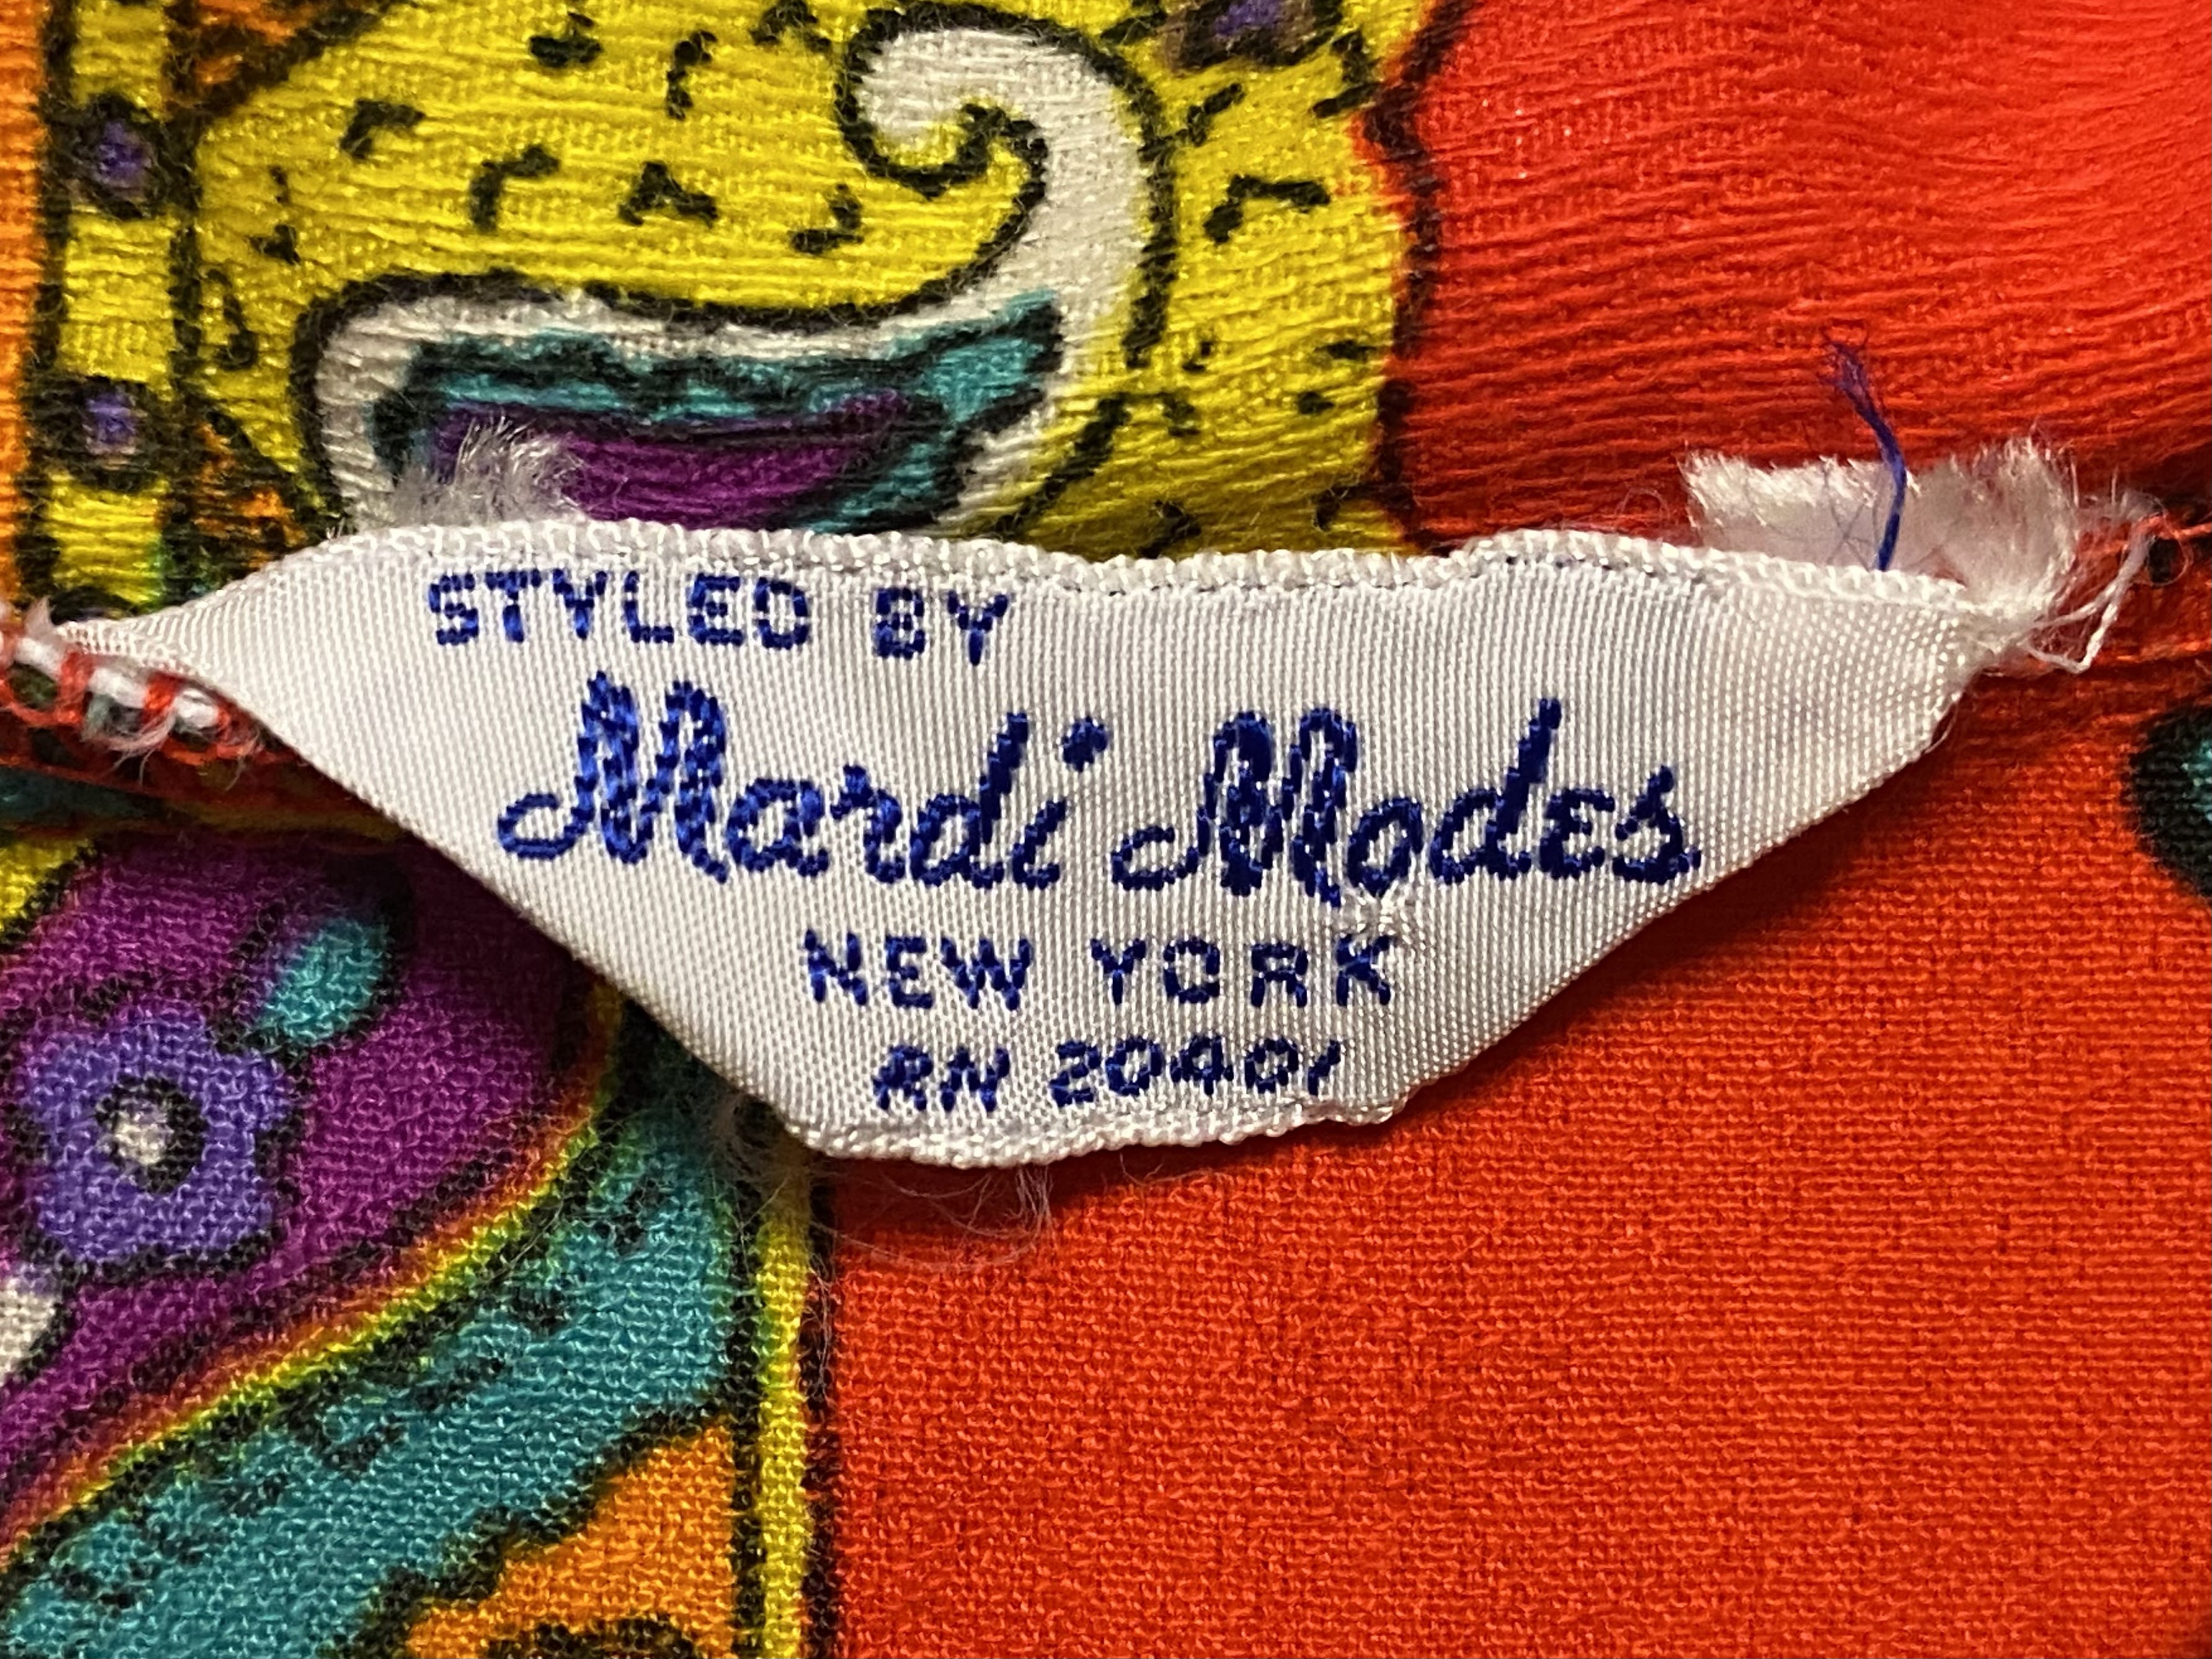 STYLED BY
Mardi Modes
NEW YORK
RN 20401